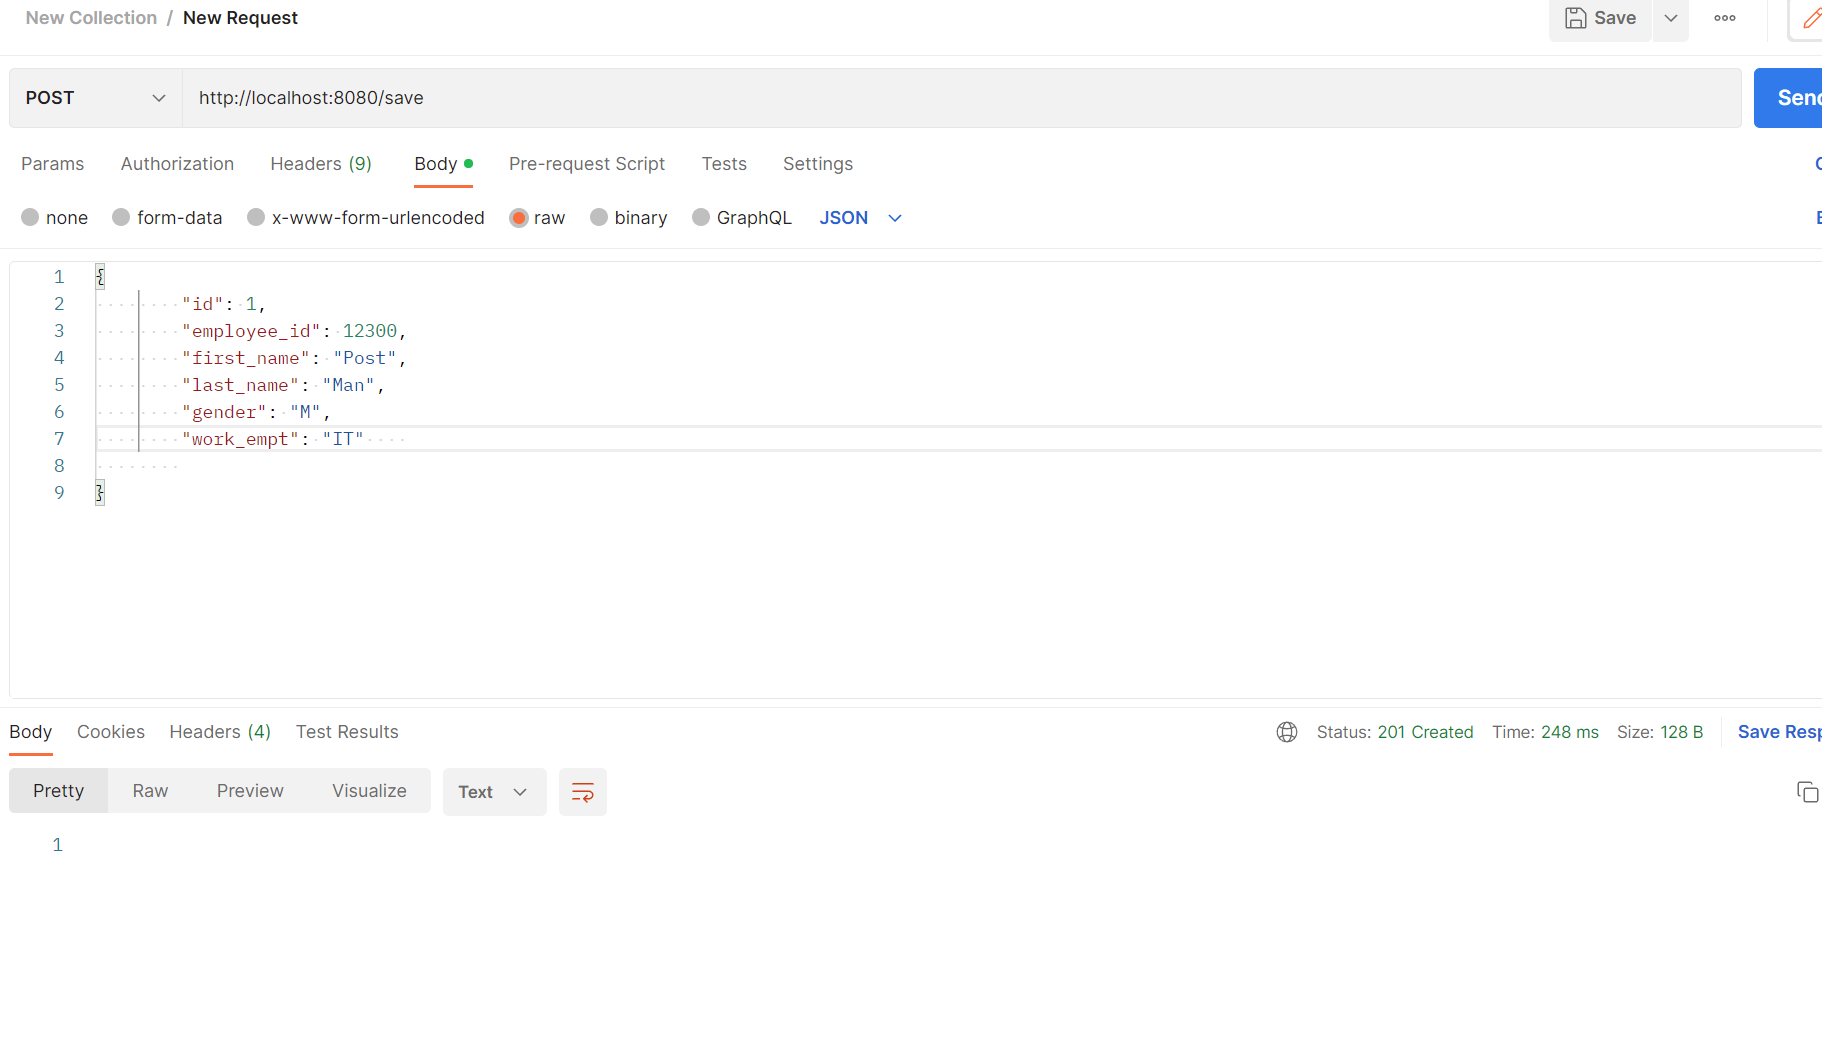 New Collection / New Request
Save
POST http://localhost:8080/save
Params Authorization Headers (9) Body Pre-request Script Tests Settings
none form-data x-www-form-urlencoded raw binary GraphQL JSON
1 {
2 "id": 1,
3 "employee_id": 12300,
4 "first_name": "Post",
5 "last_name": "Man",
6 "gender": "M",
7 "work_empt": "IT"
8
9 }
Body Cookies Headers (4) Test Results Status: 201 Created Time: 248 ms Size: 128 B Save Resp
Pretty Raw Preview Visualize Text
1